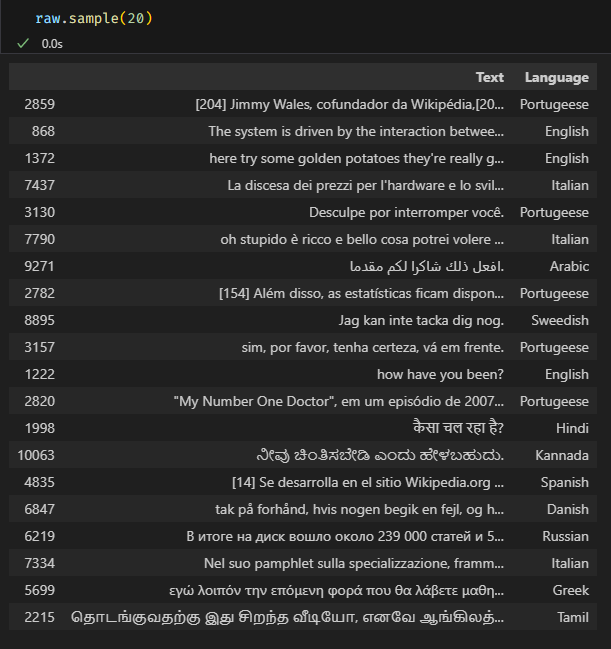 raw.sample(20)
0.0s
Text Language
2859 [204] Jimmy Wales, cofundador da Wikipédia,[20... Portugeese
868 The system is driven by the interaction betwee... English
1372 here try some golden potatoes they're really g... English
7437 La discesa dei prezzi per l'hardware e lo svil... Italian
3130 Desculpe por interromper você. Portugeese
7790 oh stupido è ricco e bello cosa potrei volere ... Italian
9271 افعل ذلك شاكرا لكم مقدما. Arabic
2782 [154] Além disso, as estatísticas ficam dispon... Portugeese
8895 Jag kan inte tacka dig nog. Sweedish
3157 sim, por favor, tenha certeza, vá em frente. Portugeese
1222 how have you been? English
2820 "My Number One Doctor", em um episódio de 2007... Portugeese
1998 कैसा चल रहा है? Hindi
10063 ನೀವು ಚಿಂತಿಸಬೇಡಿ ಎಂದು ಹೇಳಬಹುದು. Kannada
4835 [14] Se desarrolla en el sitio Wikipedia.org ... Spanish
6847 tak på forhånd, hvis nogen begik en fejl, og h... Danish
6219 В итоге на диск вошло около 239 000 статей и 5... Russian
7334 Nel suo pamphlet sulla specializzazione, framm... Italian
5699 εγώ λοιπόν την επόμενη φορά που θα λάβετε μαθη... Greek
2215 தொடங்குவதற்கு இது சிறந்த வீடியோ, எனவே ஆங்கிலத்... Tamil